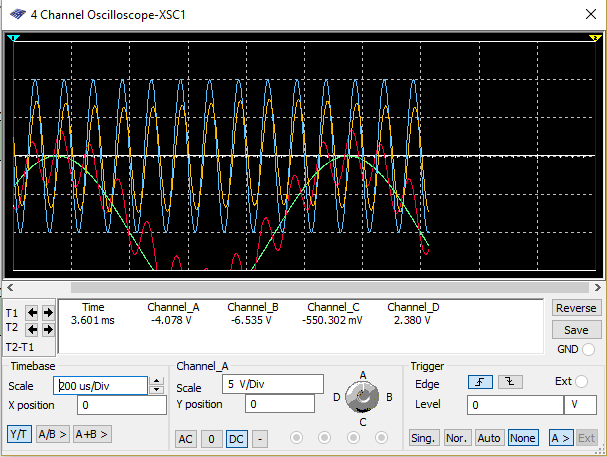 4 Channel Oscilloscope-XSC1
T1
T2
T2-T1
Time Channel_A Channel_B Channel_C Channel_D
3.601 ms -4.078 V -6.535 V -550.302 mV 2.380 V
Reverse
Save
GND
Timebase
Scale 200 us/Div
X position 0
Y/T A/B > A+B >
Channel_A
Scale 5 V/Div
Y position 0
AC 0 DC -
A
D B
C
Trigger
Edge Ext
Level 0 V
Sing. Nor. Auto None A > Ext